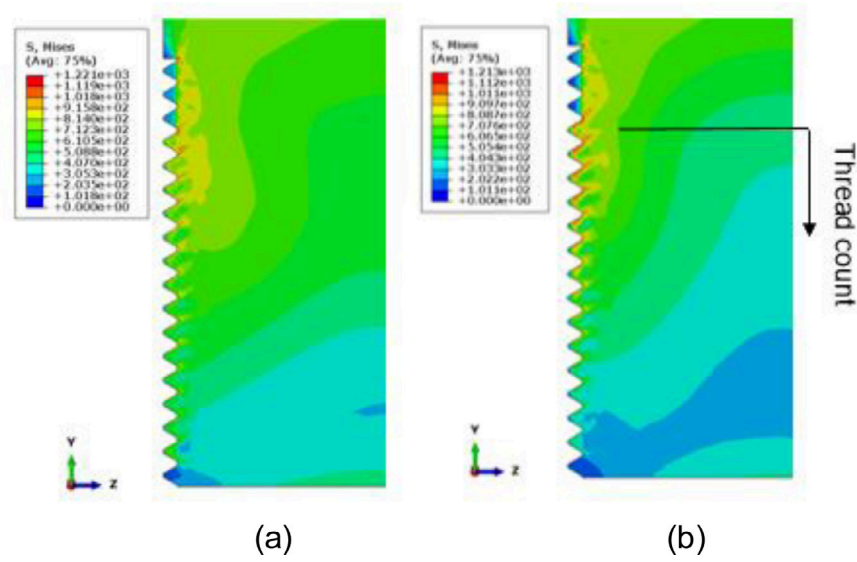 S, Mises
(Avg: 75%)
+1.221e+03
+1.119e+03
+1.018e+03
+9.158e+02
+8.140e+02
+7.123e+02
+6.105e+02
+5.088e+02
+4.070e+02
+3.053e+02
+2.035e+02
+1.018e+02
+0.000e+00
Y
Z
(a)
S, Mises
(Avg: 75%)
+1.213e+03
+1.112e+03
+1.011e+03
+9.097e+02
+8.087e+02
+7.076e+02
+6.065e+02
+5.054e+02
+4.043e+02
+3.033e+02
+2.022e+02
+1.011e+02
+0.000e+00
Thread count
Y
Z
(b)